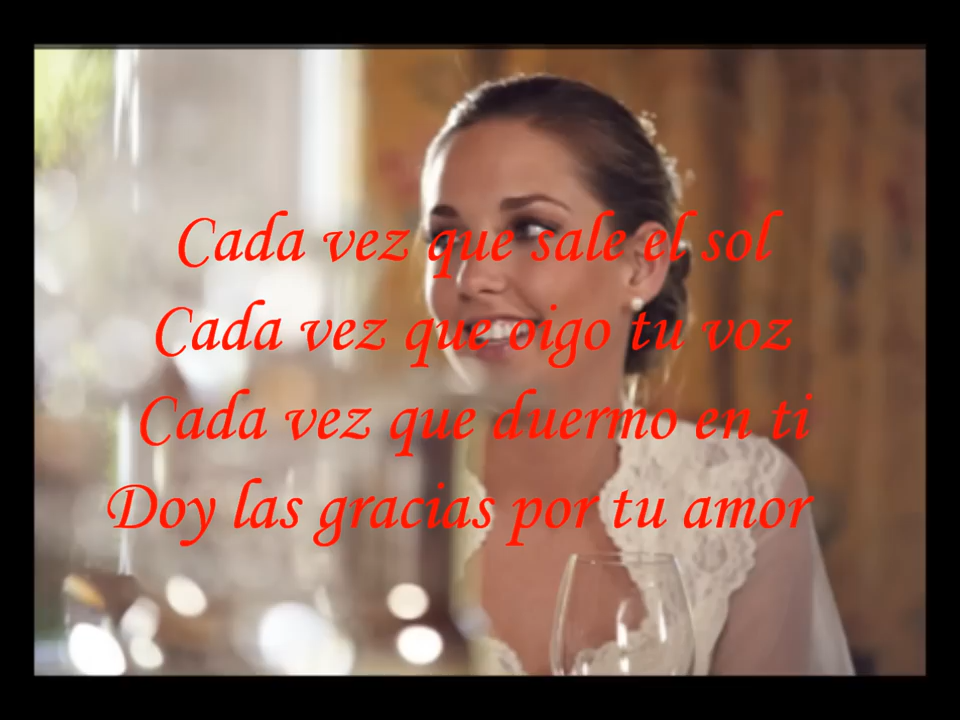 Cada vez que sale el sol
Cada vez que oigo tu voz
Cada vez que duermo en ti
Doy las gracias por tu amor